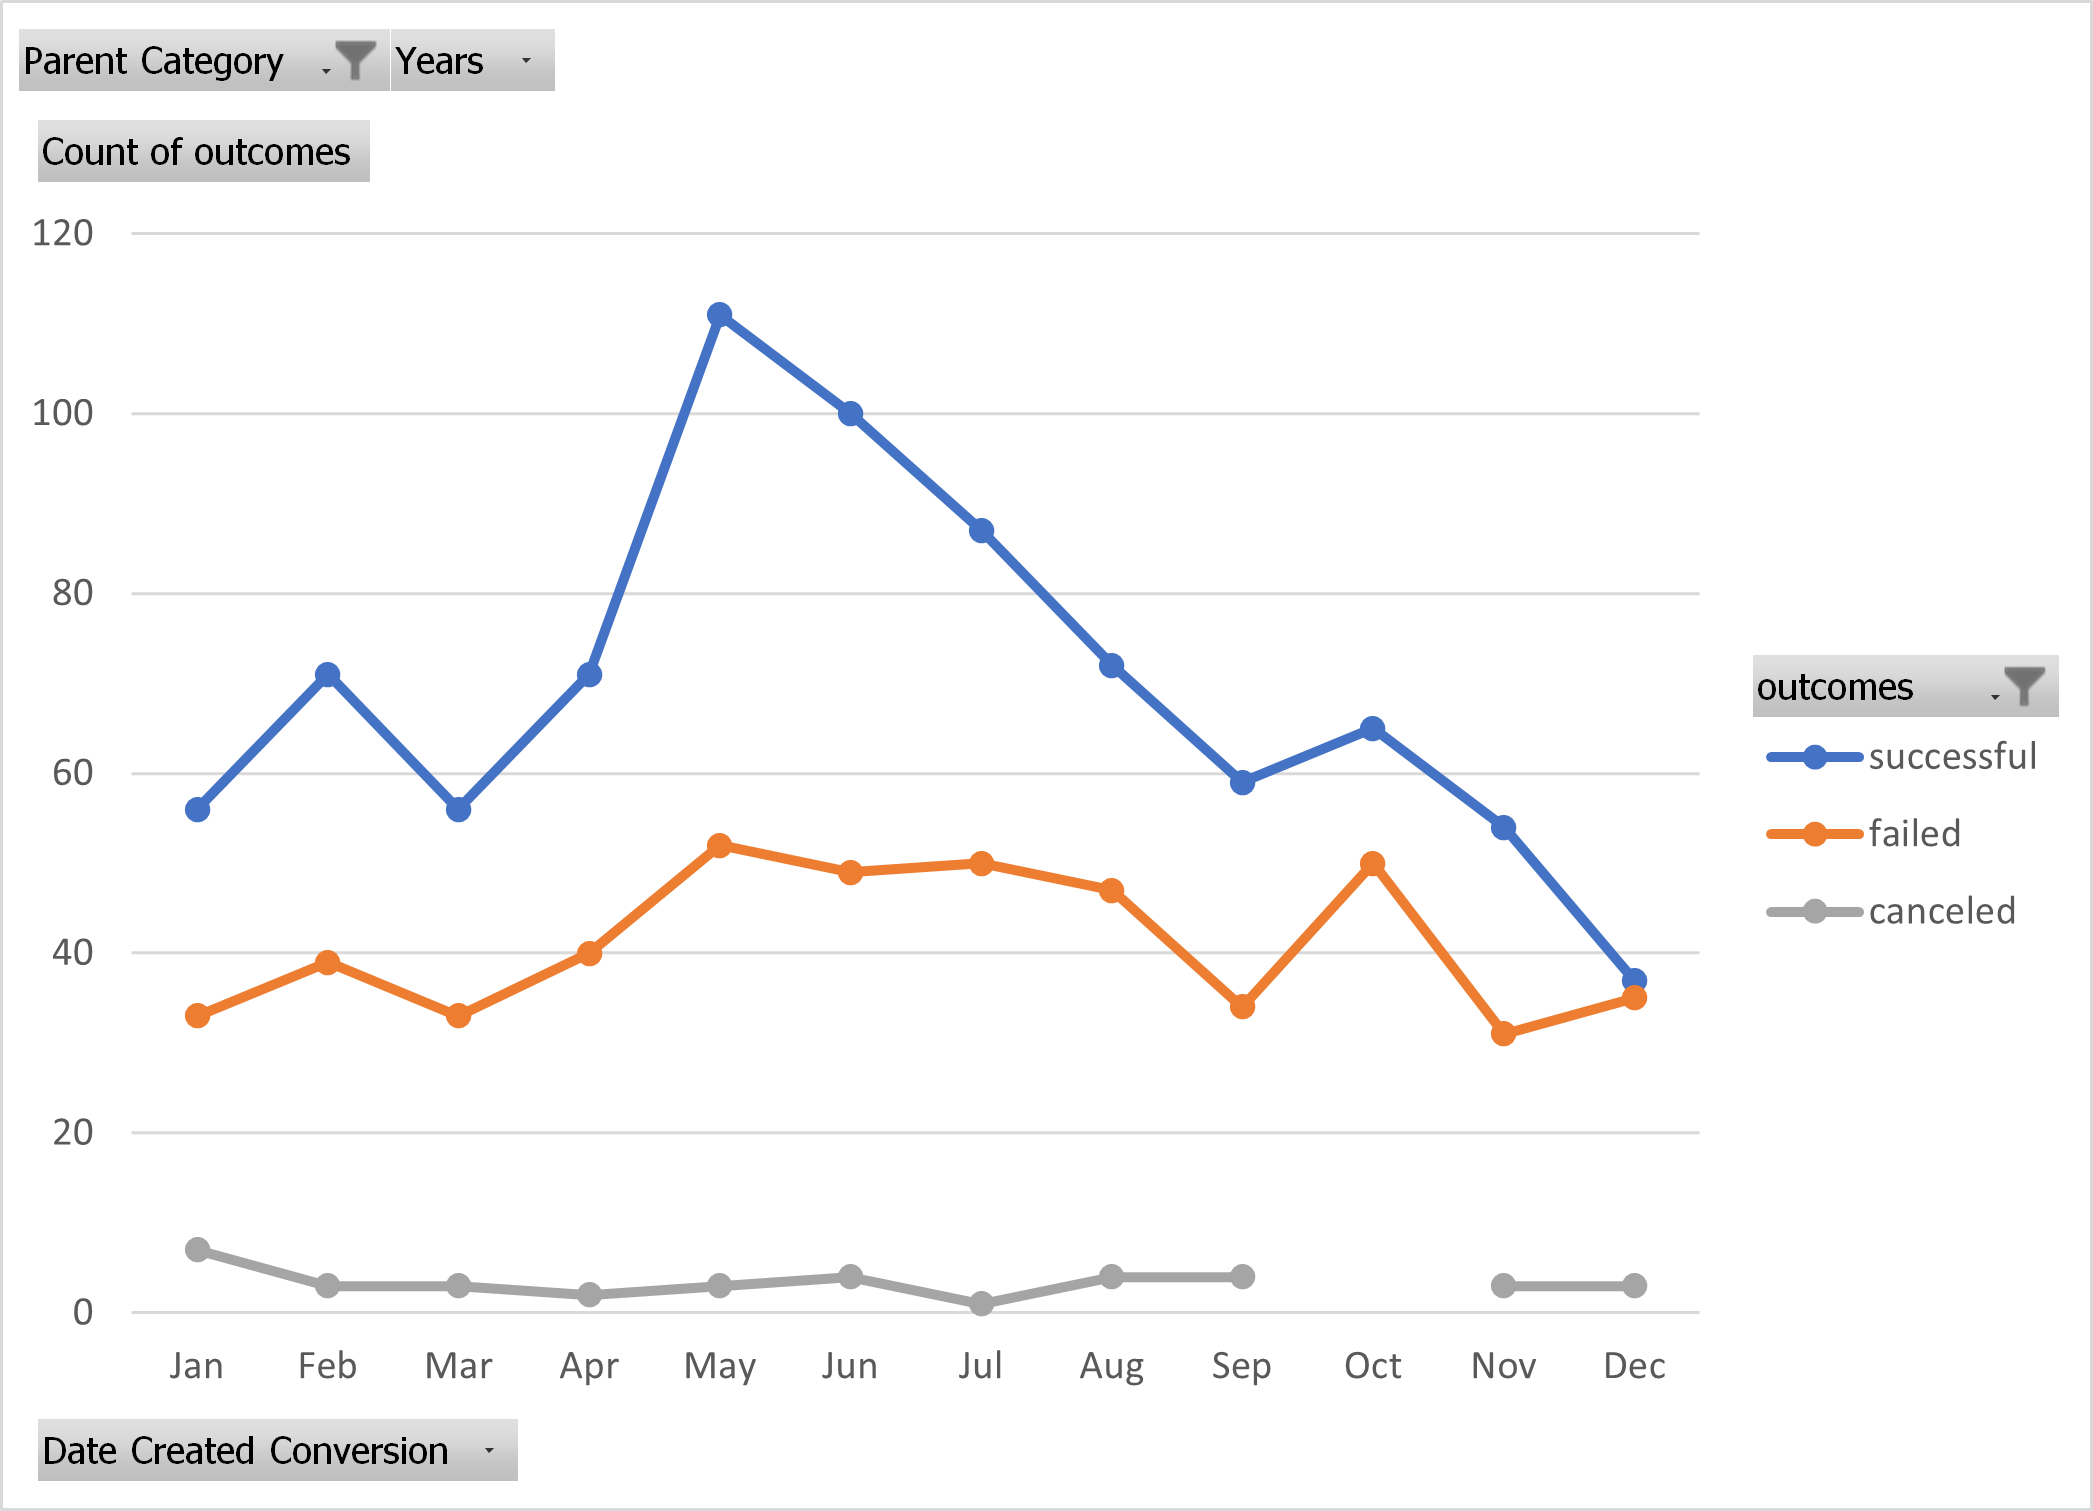 Parent Category Years
Count of outcomes
120
100
80
60
40
20
0
Jan Feb Mar Apr May Jun Jul Aug Sep Oct Nov Dec
outcomes
successful
failed
canceled
Date Created Conversion